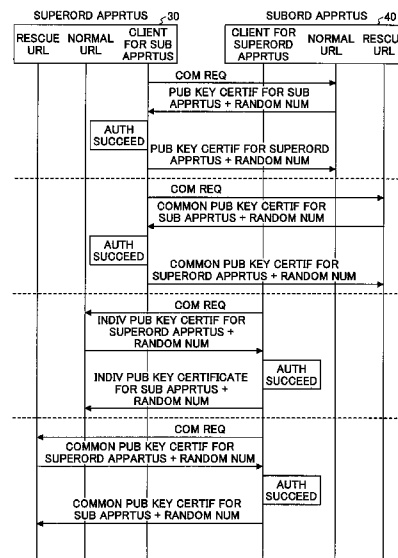 SUPERORD APPRTUS 30
SUBORD APPRTUS 40
RESCUE URL
NORMAL URL
CLIENT FOR SUB APPRTUS
CLIENT FOR SUPERORD APPRTUS
NORMAL URL
RESCUE URL
COM REQ
PUB KEY CERTIF FOR SUB
APPRTUS + RANDOM NUM
AUTH
SUCCEED
PUB KEY CERTIF FOR SUPERORD
APPRTUS + RANDOM NUM
COM REQ
COMMON PUB KEY CERTIF FOR
SUB APPRTUS + RANDOM NUM
AUTH
SUCCEED
COMMON PUB KEY CERTIF FOR
SUPERORD APPRTUS + RANDOM NUM
COM REQ
INDIV PUB KEY CERTIF FOR
SUPERORD APPRTUS +
RANDOM NUM
AUTH
SUCCEED
INDIV PUB KEY CERTIFICATE
FOR SUB APPRTUS +
RANDOM NUM
COM REQ
COMMON PUB KEY CERTIF FOR
SUPERORD APPARTUS + RANDOM NUM
AUTH
SUCCEED
COMMON PUB KEY CERTIF FOR
SUB APPRTUS + RANDOM NUM